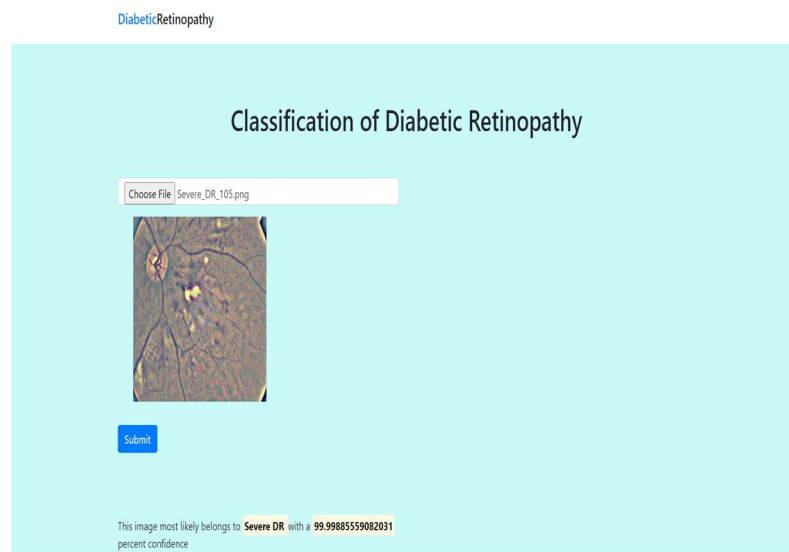 DiabeticRetinopathy
Classification of Diabetic Retinopathy
Choose File Severe_DR_105.png
Submit
This image most likely belongs to Severe DR with a 99.99885559082031
percent confidence